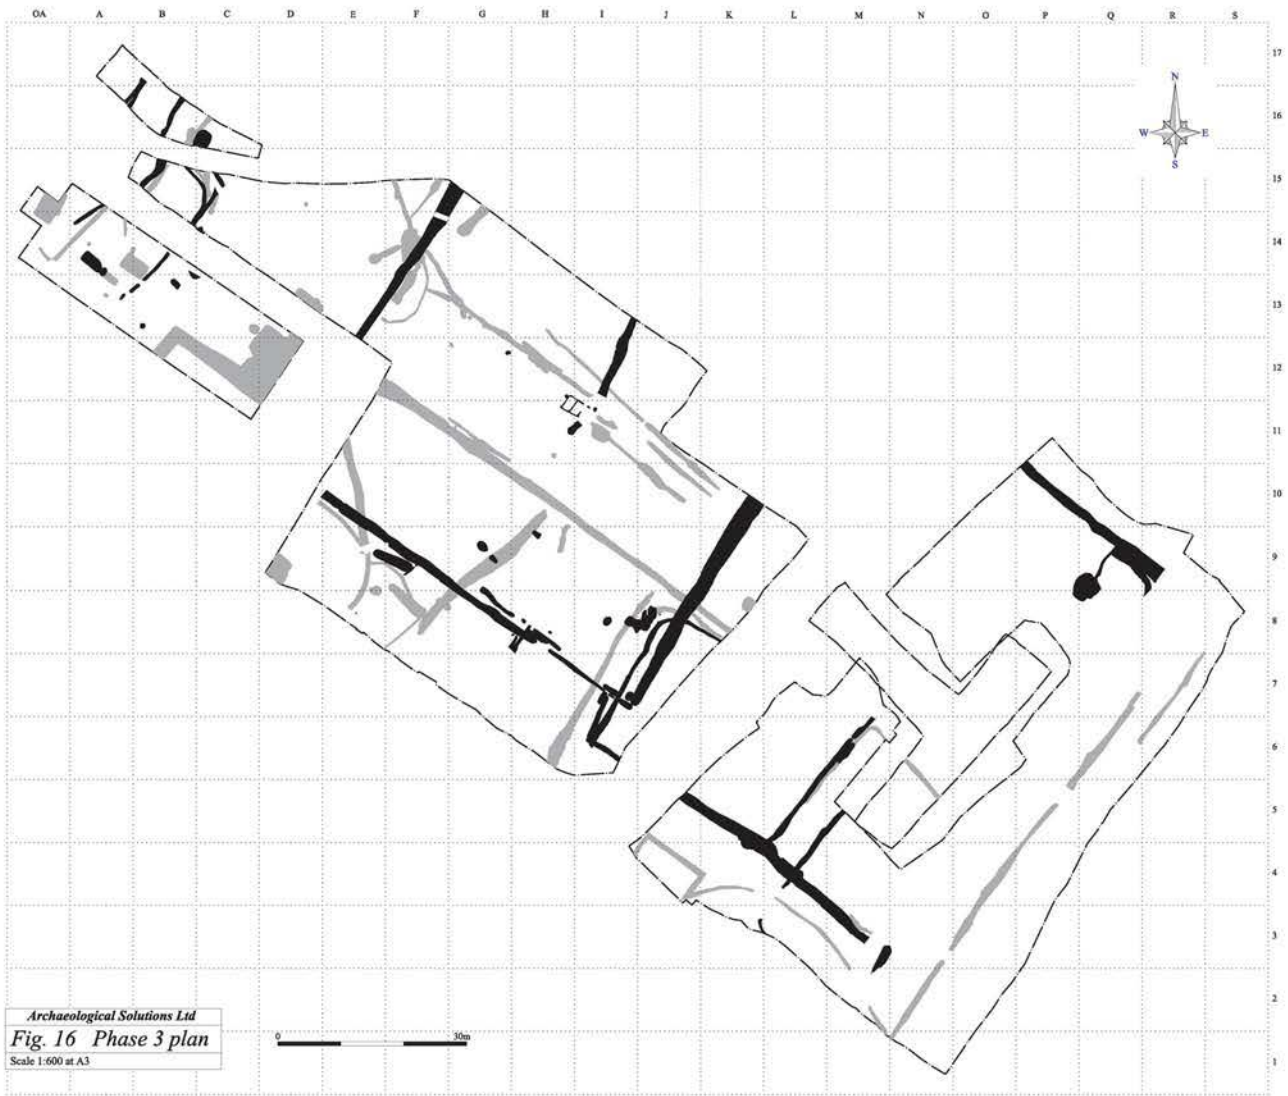 OA A B C D E F G H I J K L M N O P Q R S
17
N
16
W E
S
15
14
13
12
11
10
9
8
7
6
5
4
3
2
1
Archaeological Solutions Ltd
Fig. 16 Phase 3 plan
Scale 1:600 at A3
0 30m